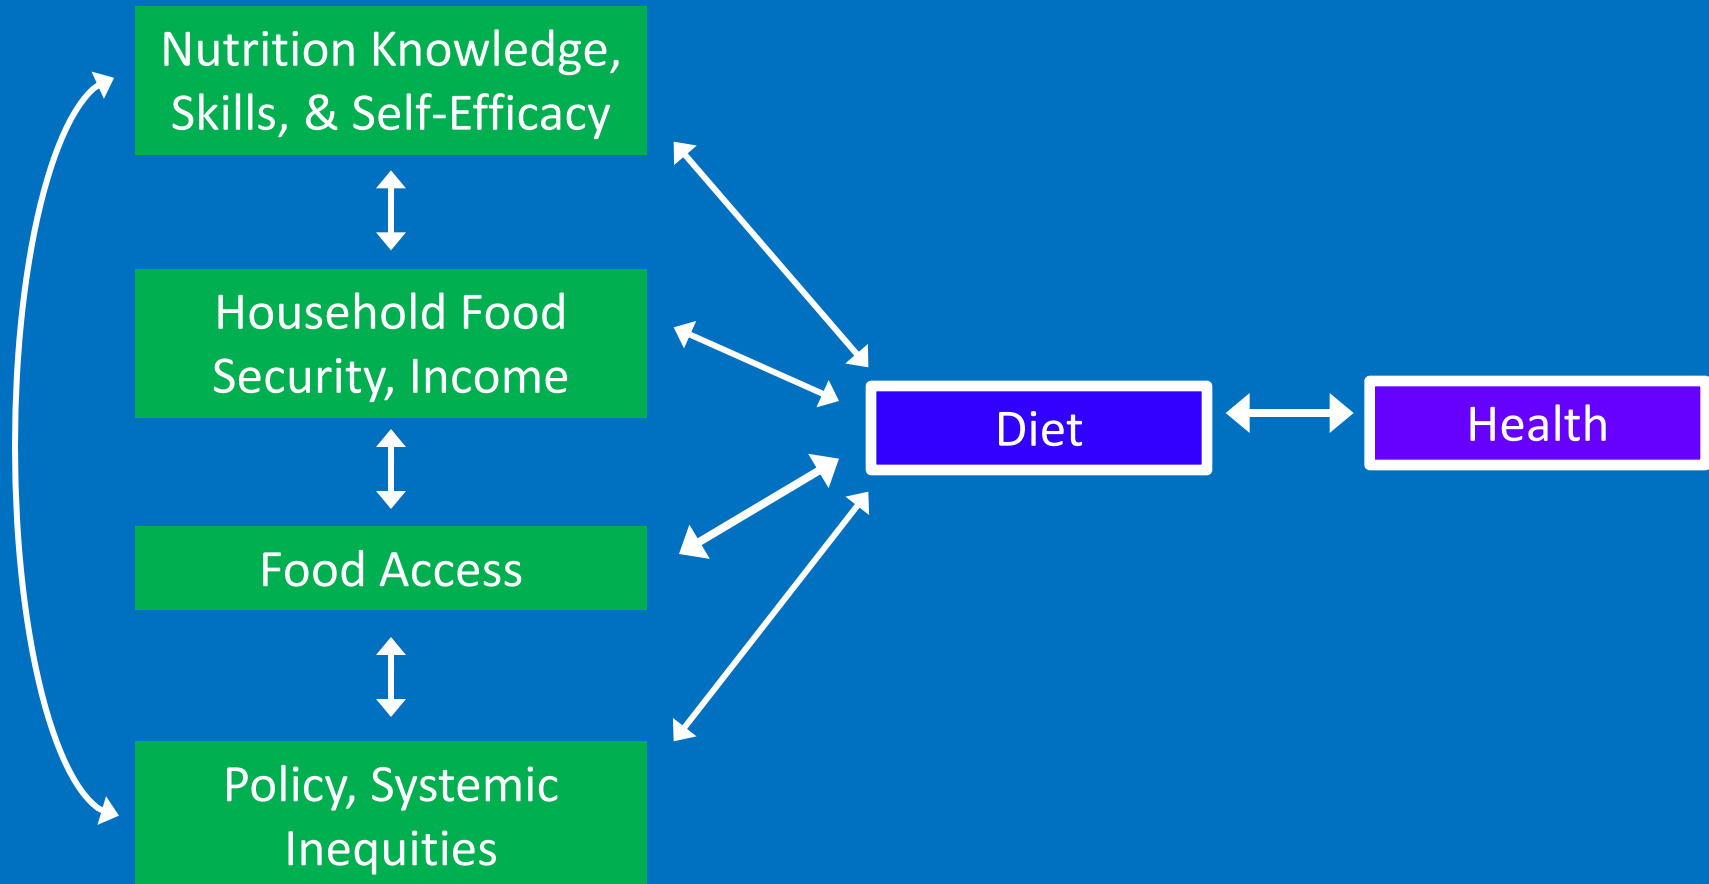 Nutrition Knowledge,
Skills, & Self-Efficacy
Household Food
Security, Income
Food Access
Policy, Systemic
Inequities
Diet
Health